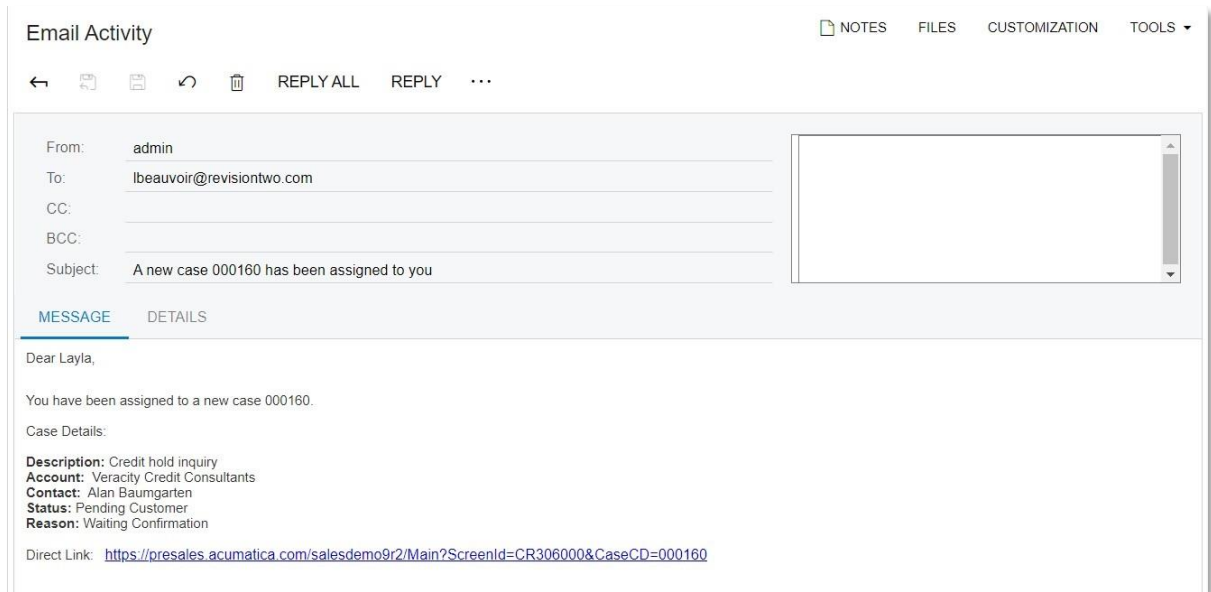 Email Activity
NOTES FILES CUSTOMIZATION TOOLS
REPLY ALL REPLY ...
From: admin
To: lbeauvoir@revisiontwo.com
CC:
BCC:
Subject: A new case 000160 has been assigned to you
MESSAGE DETAILS
Dear Layla,
You have been assigned to a new case 000160.
Case Details:
Description: Credit hold inquiry
Account: Veracity Credit Consultants
Contact: Alan Baumgarten
Status: Pending Customer
Reason: Waiting Confirmation
Direct Link: https://presales.acumatica.com/salesdemo9r2/Main?ScreenId=CR306000&CaseCD=000160